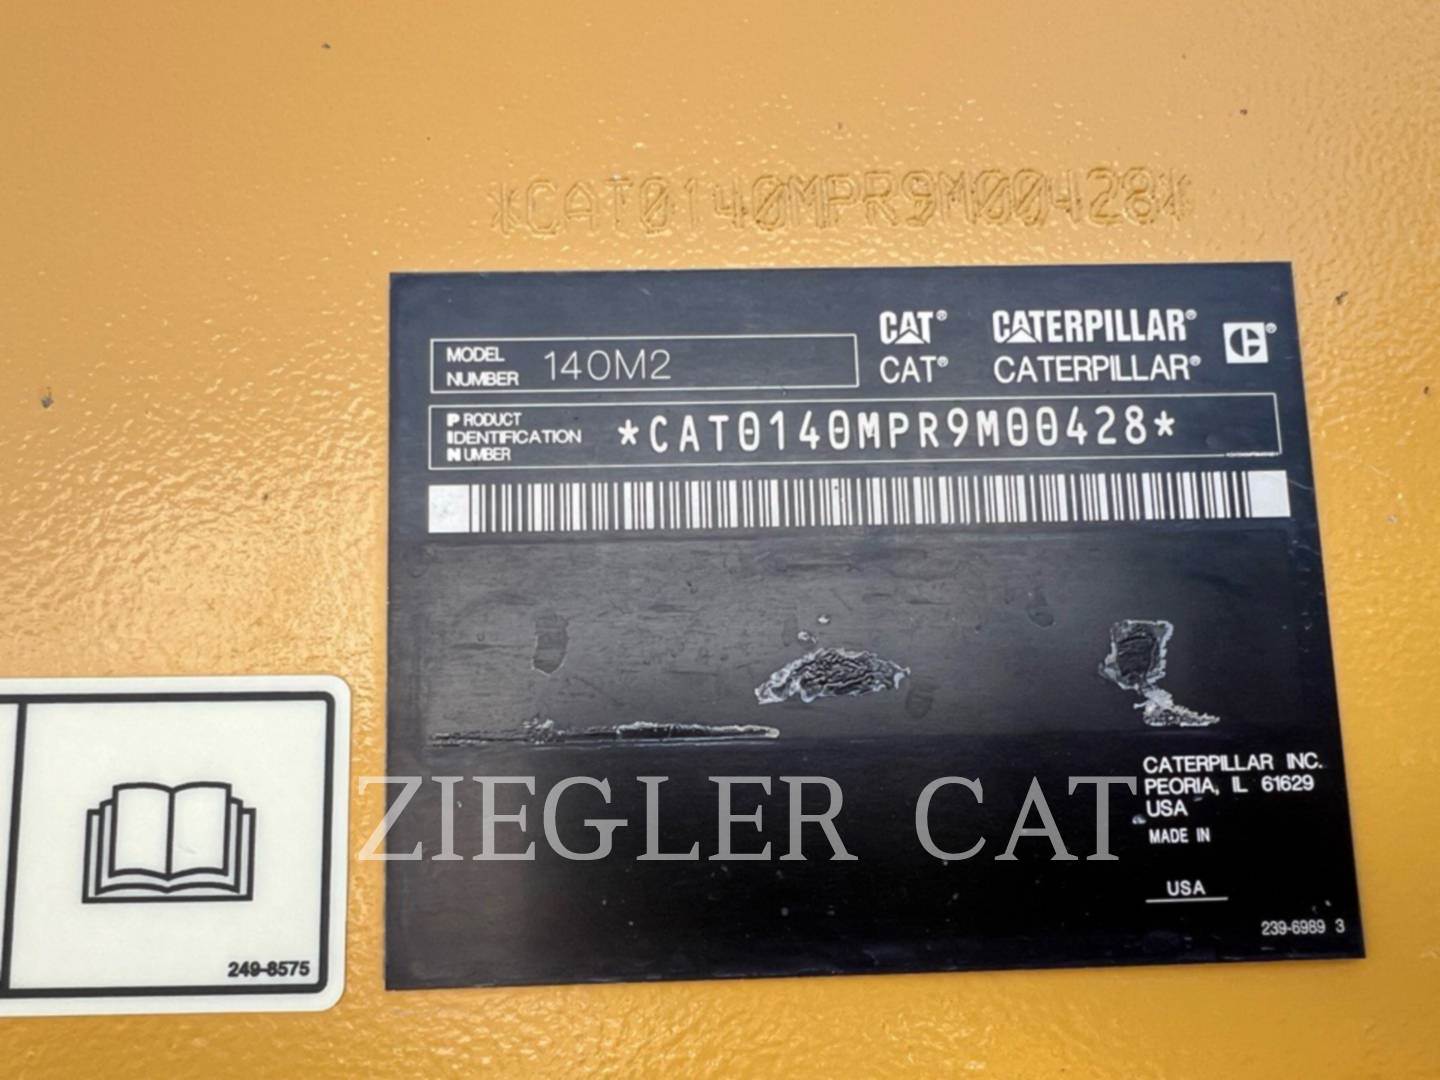 *CAT0140MPR9M00428*
CAT® CATERPILLAR®
MODEL NUMBER 140M2
CAT® CATERPILLAR®
PRODUCT IDENTIFICATION NUMBER *CAT0140MPR9M00428*
CATERPILLAR INC.
PEORIA, IL 61629
USA
MADE IN
USA
239-6989 3
249-8575
ZIEGLER CAT